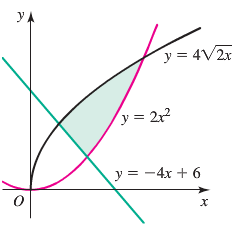 y
y = 4√2x
y = 2x²
y = −4x + 6
O
x